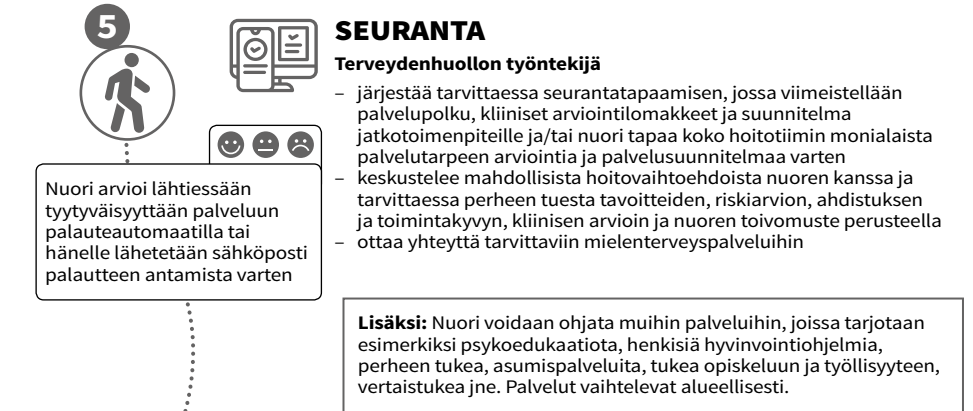 5
SEURANTA
Terveydenhuollon työntekijä
– järjestää tarvittaessa seurantatapaamisen, jossa viimeistellään
palvelupolku, kliiniset arviointilomakkeet ja suunnitelma
jatkotoimenpiteille ja/tai nuori tapaa koko hoitotiimin monialaista
palvelutarpeen arviointia ja palvelusuunnitelmaa varten
– keskustelee mahdollisista hoitovaihtoehdoista nuoren kanssa ja
tarvittaessa perheen tuesta tavoitteiden, riskiarvion, ahdistuksen
ja toimintakyvyn, kliinisen arvioin ja nuoren toivomuste perusteella
– ottaa yhteyttä tarvittaviin mielenterveyspalveluihin
Nuori arvioi lähtiessään
tyytyväisyyttään palveluun
palauteautomaatilla tai
hänelle lähetetään sähköposti
palautteen antamista varten
Lisäksi: Nuori voidaan ohjata muihin palveluihin, joissa tarjotaan
esimerkiksi psykoedukaatiota, henkisiä hyvinvointiohjelmia,
perheen tukea, asumispalveluita, tukea opiskeluun ja työllisyyteen,
vertaistukea jne. Palvelut vaihtelevat alueellisesti.